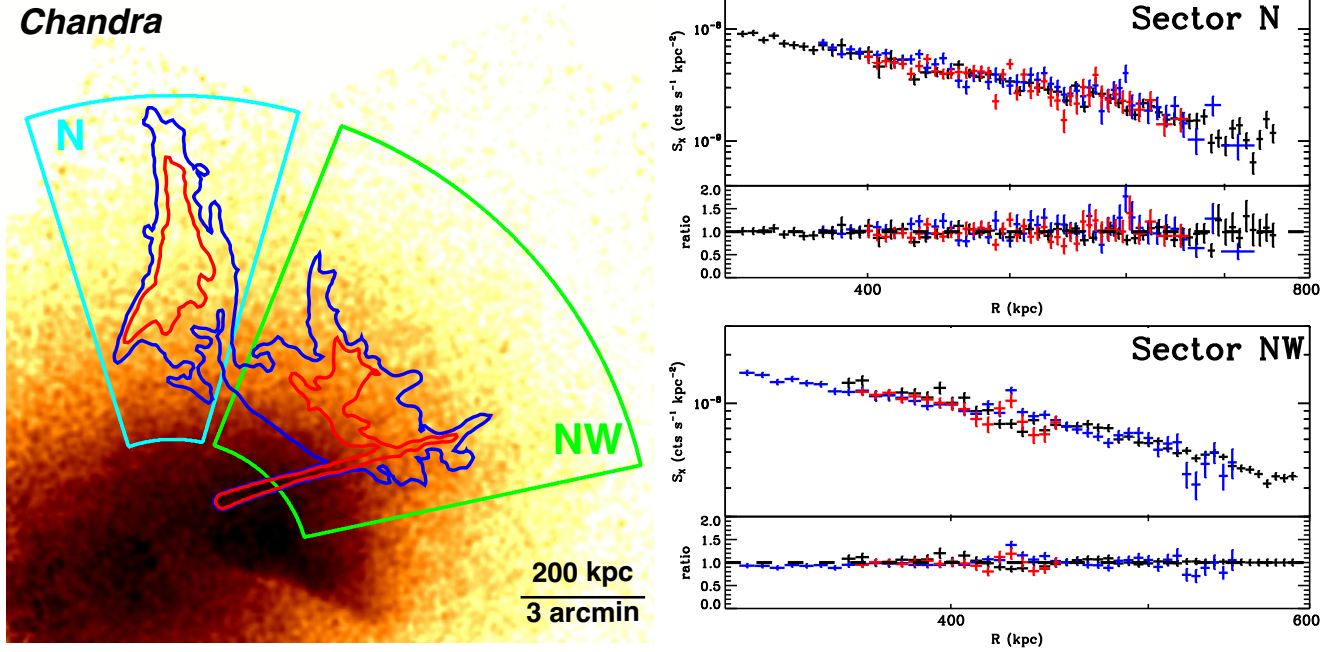 Chandra
N
NW
200 kpc
3 arcmin
Sector N
10⁻⁸
10⁻⁹
Sₓ (cts s⁻¹ kpc⁻²)
2.0
1.5
1.0
0.5
0.0
ratio
400
800
R (kpc)
Sector NW
10⁻⁸
Sₓ (cts s⁻¹ kpc⁻²)
2.0
1.5
1.0
0.5
0.0
ratio
400
600
R (kpc)